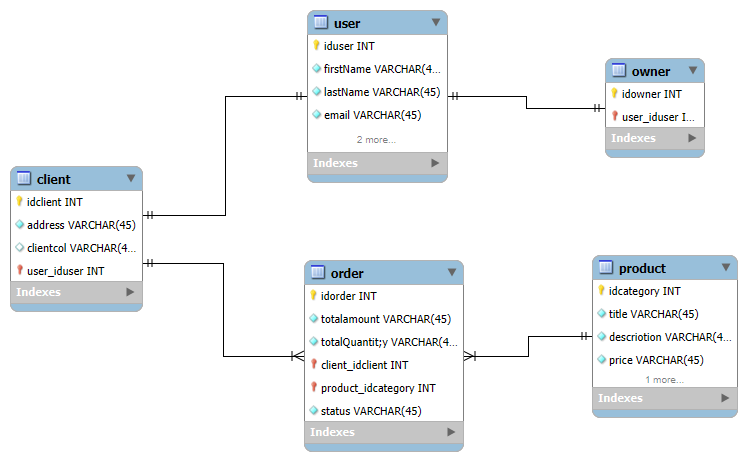 user
iduser INT
firstName VARCHAR(4...
lastName VARCHAR(45)
email VARCHAR(45)
2 more...
Indexes
owner
idowner INT
user_iduser I...
Indexes
client
idclient INT
address VARCHAR(45)
clientcol VARCHAR(4...
user_iduser INT
Indexes
order
idorder INT
totalamount VARCHAR(45)
totalQuantit;y VARCHAR(4...
client_idclient INT
product_idcategory INT
status VARCHAR(45)
Indexes
product
idcategory INT
title VARCHAR(45)
descriotion VARCHAR(4...
price VARCHAR(45)
1 more...
Indexes